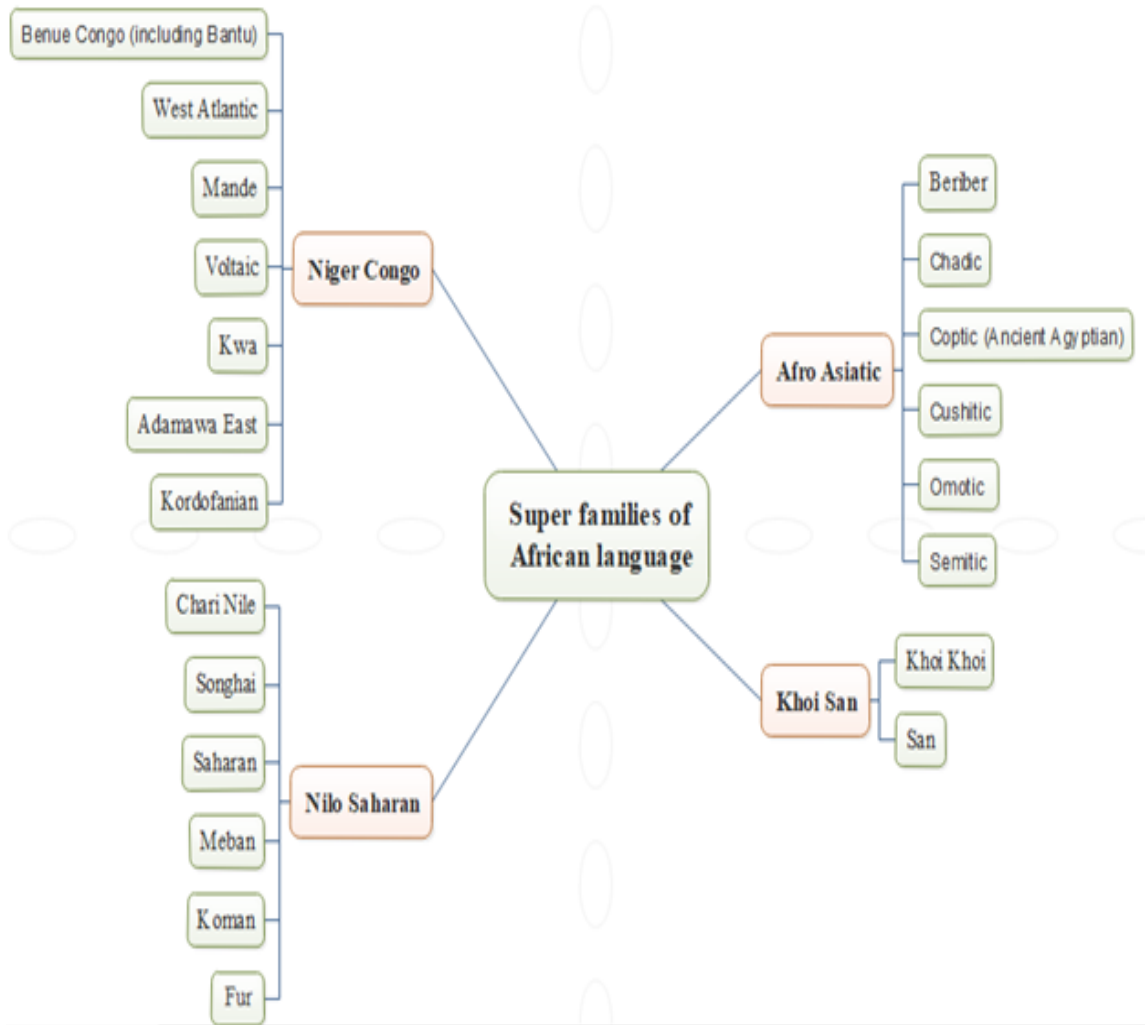 Benue Congo (including Bantu)
West Atlantic
Mande
Voltaic
Kwa
Adamawa East
Kordofanian
Niger Congo
Chari Nile
Songhai
Saharan
Meban
Koman
Fur
Nilo Saharan
Super families of
African language
Afro Asiatic
Beriber
Chadic
Coptic (Ancient Agyptian)
Cushitic
Omotic
Semitic
Khoi San
Khoi Khoi
San